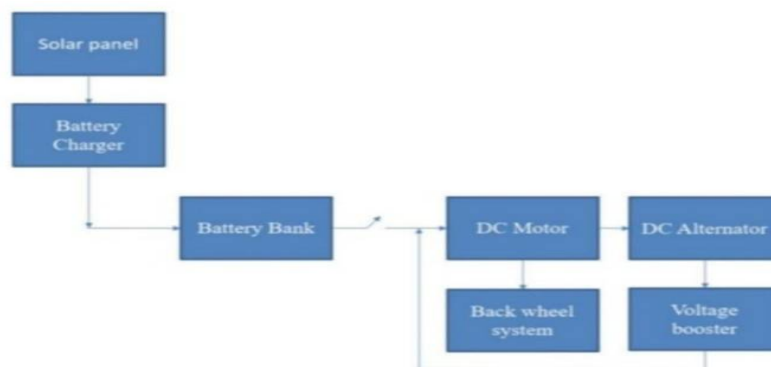 Solar panel
Battery
Charger
Battery Bank
DC Motor
DC Alternator
Back wheel
system
Voltage
booster